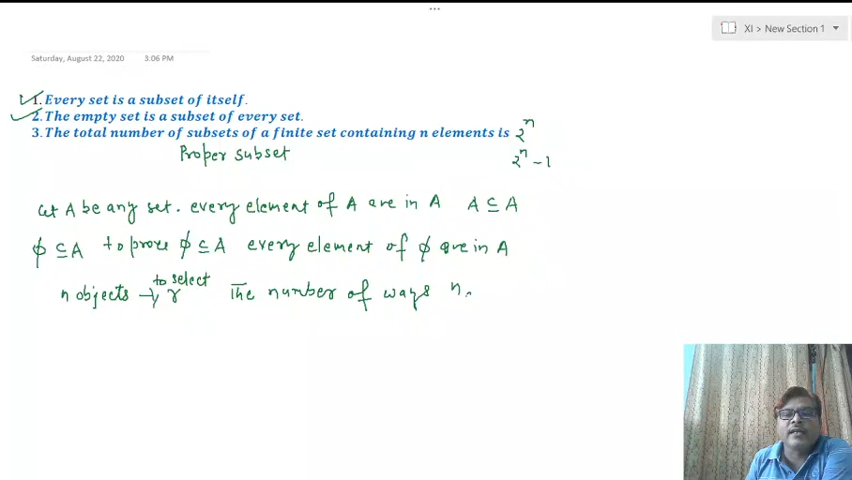 XI > New Section 1
Saturday, August 22, 2020 3:06 PM
1.Every set is a subset of itself.
2.The empty set is a subset of every set.
3.The total number of subsets of a finite set containing n elements is 2^n
Proper subset 2^n - 1
Let A be any set. every element of A are in A A ⊆ A
ϕ ⊆ A to prove ϕ ⊆ A every element of ϕ are in A
to select
n objects → r The number of ways n